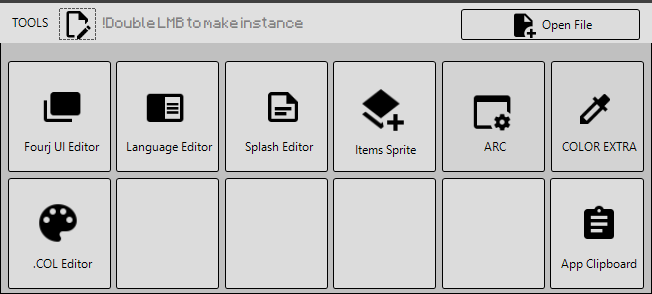 TOOLS
!Double LMB to make instance
Open File
Fourj UI Editor
Language Editor
Splash Editor
Items Sprite
ARC
COLOR EXTRA
.COL Editor
App Clipboard